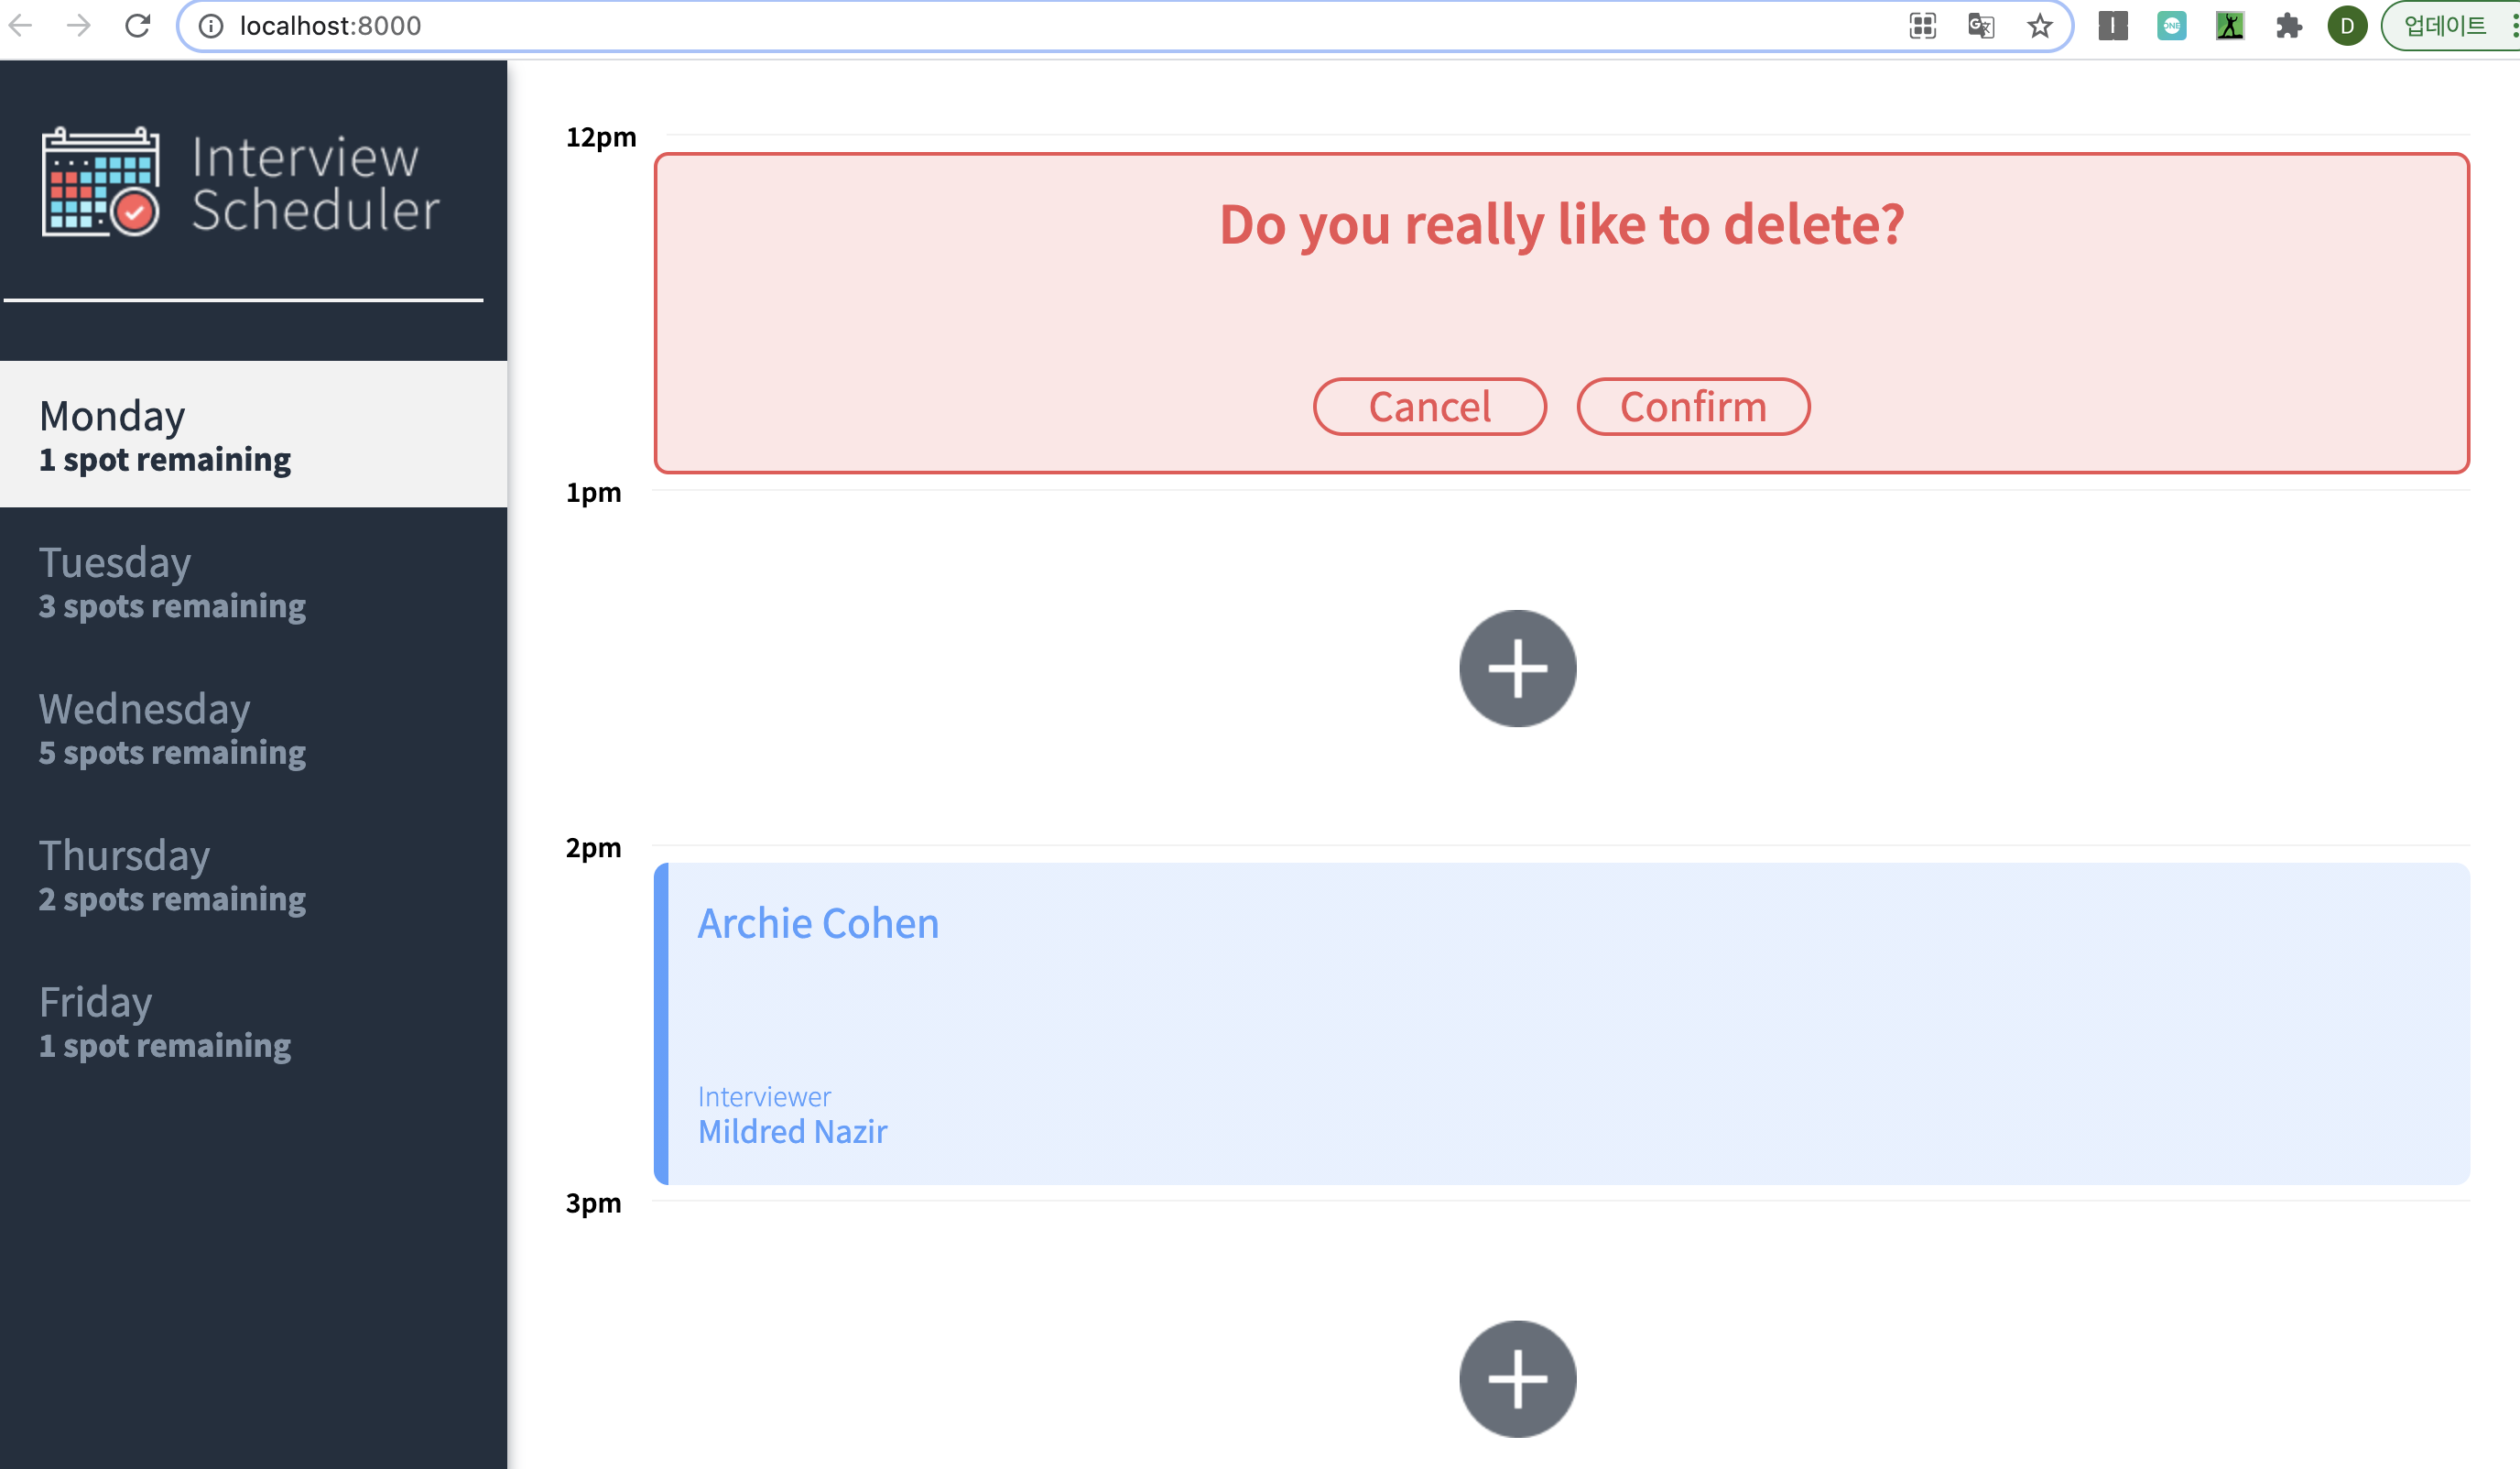 localhost:8000
D
업데이트
Interview
Scheduler
Monday
1 spot remaining
Tuesday
3 spots remaining
Wednesday
5 spots remaining
Thursday
2 spots remaining
Friday
1 spot remaining
12pm
Do you really like to delete?
Cancel
Confirm
1pm
2pm
Archie Cohen
Interviewer
Mildred Nazir
3pm